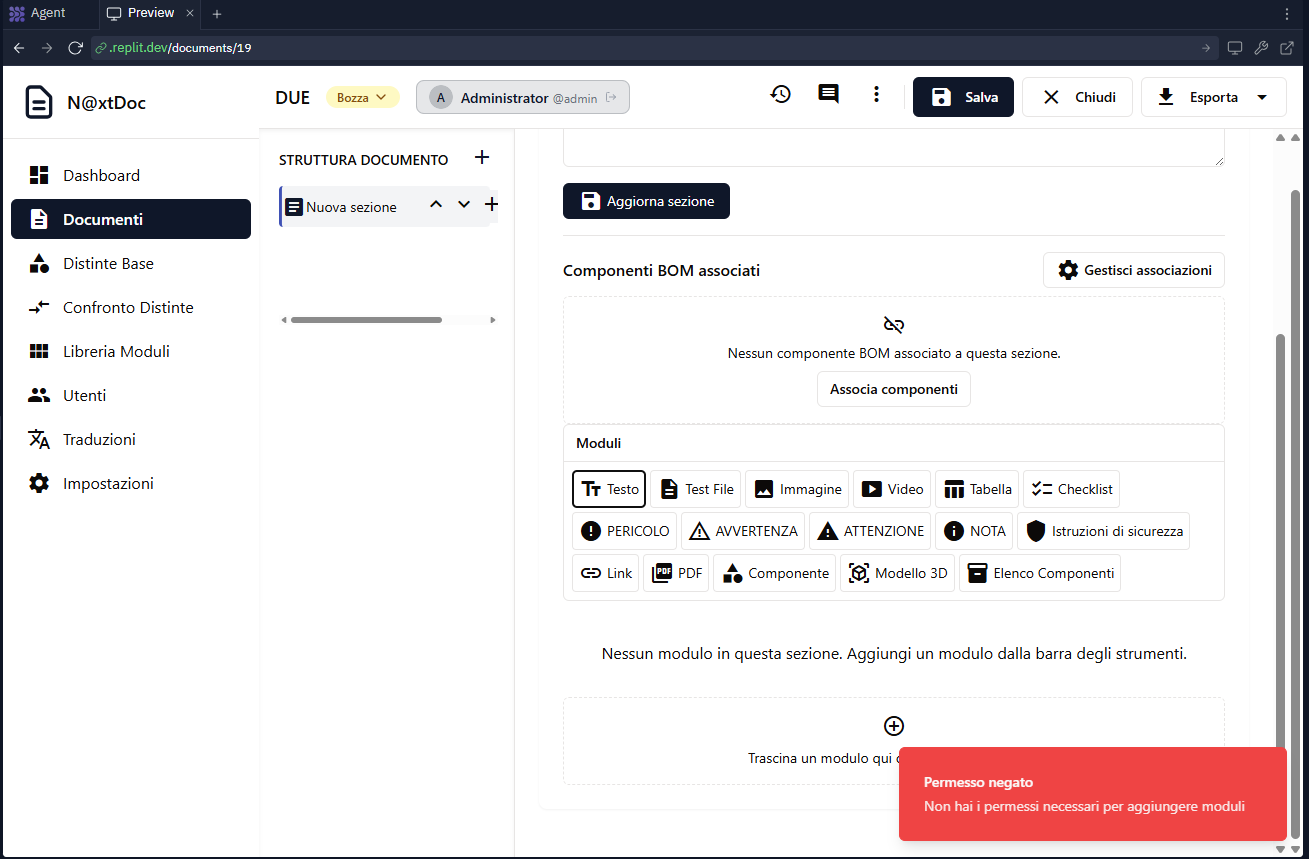 Agent
Preview
.replit.dev/documents/19
N@xtDoc
DUE
Bozza
A
Administrator @admin
Salva
Chiudi
Esporta
Dashboard
Documenti
Distinte Base
Confronto Distinte
Libreria Moduli
Utenti
Traduzioni
Impostazioni
STRUTTURA DOCUMENTO
Nuova sezione
Aggiorna sezione
Componenti BOM associati
Gestisci associazioni
Nessun componente BOM associato a questa sezione.
Associa componenti
Moduli
Testo Test File Immagine Video Tabella Checklist
PERICOLO AVVERTENZA ATTENZIONE NOTA Istruzioni di sicurezza
Link PDF PDF Componente Modello 3D Elenco Componenti
Nessun modulo in questa sezione. Aggiungi un modulo dalla barra degli strumenti.
Trascina un modulo qui
Permesso negato
Non hai i permessi necessari per aggiungere moduli